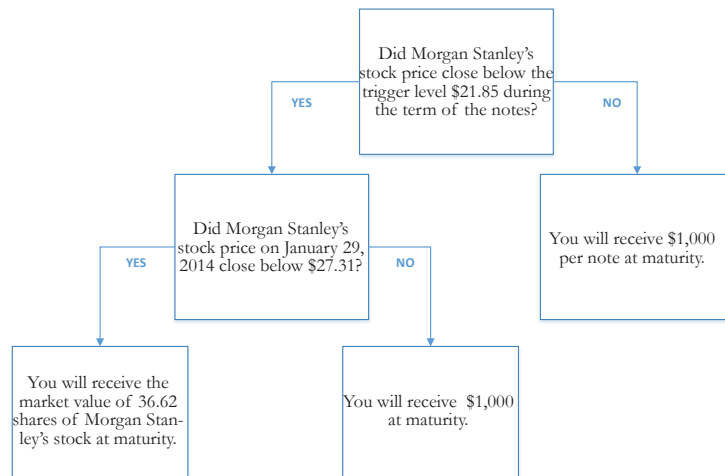 Did Morgan Stanley's
stock price close below the
trigger level $21.85 during
the term of the notes?
YES
NO
Did Morgan Stanley's
stock price on January 29,
2014 close below $27.31?
You will receive $1,000
per note at maturity.
YES
NO
You will receive the
market value of 36.62
shares of Morgan Stan-
ley's stock at maturity.
You will receive $1,000
at maturity.